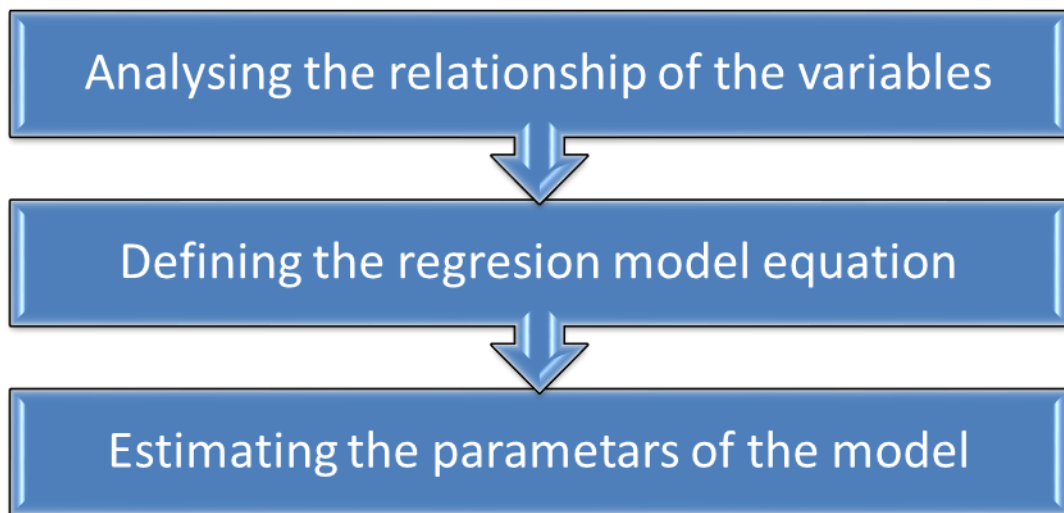 Analysing the relationship of the variables
Defining the regresion model equation
Estimating the parametars of the model